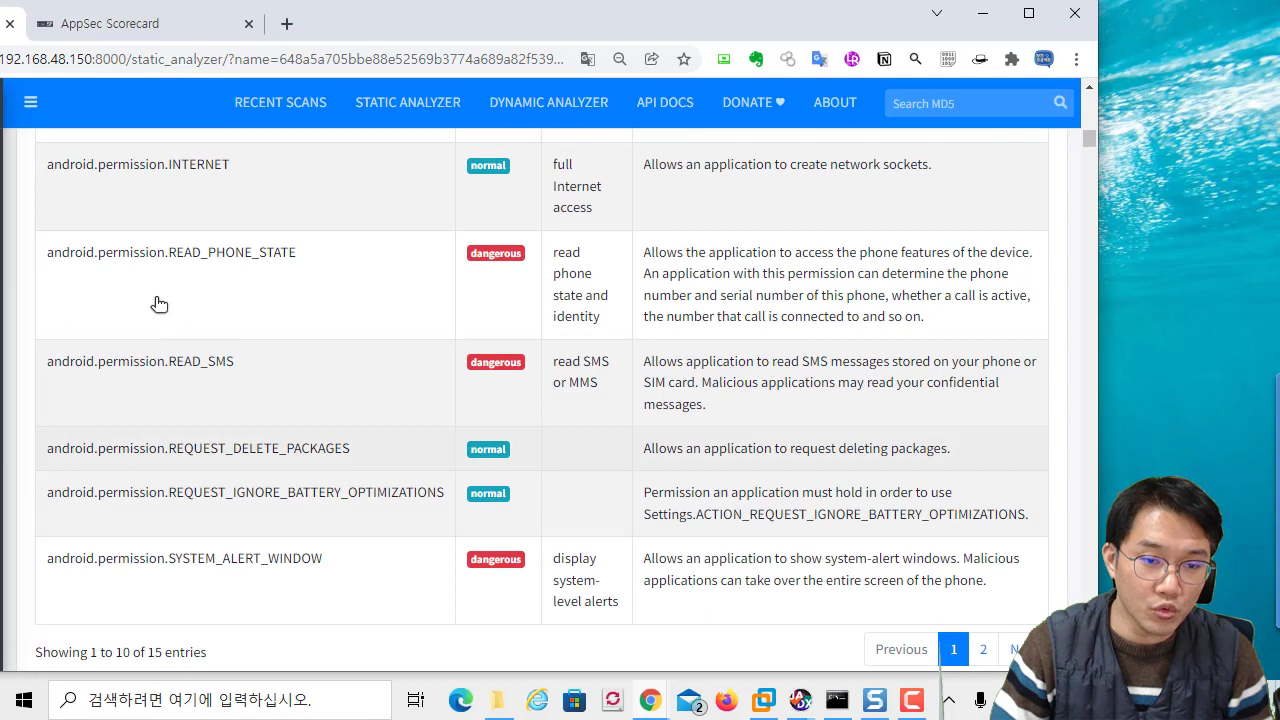 AppSec Scorecard
192.168.48.150:8000/static_analyzer/?name=648a5a705bbc88e52569b3774a689a82f539...
RECENT SCANS STATIC ANALYZER DYNAMIC ANALYZER API DOCS DONATE ♥ ABOUT Search MD5
android.permission.INTERNET normal full Internet access Allows an application to create network sockets.
android.permission.READ_PHONE_STATE dangerous read phone state and identity Allows the application to access the phone features of the device.
An application with this permission can determine the phone
number and serial number of this phone, whether a call is active,
the number that call is connected to and so on.
android.permission.READ_SMS dangerous read SMS or MMS Allows application to read SMS messages stored on your phone or
SIM card. Malicious applications may read your confidential
messages.
android.permission.REQUEST_DELETE_PACKAGES normal Allows an application to request deleting packages.
android.permission.REQUEST_IGNORE_BATTERY_OPTIMIZATIONS normal Permission an application must hold in order to use
Settings.ACTION_REQUEST_IGNORE_BATTERY_OPTIMIZATIONS.
android.permission.SYSTEM_ALERT_WINDOW dangerous display system-level alerts Allows an application to show system-alert windows. Malicious
applications can take over the entire screen of the phone.
Showing 1 to 10 of 15 entries Previous 1 2
검색하려면 여기에 입력하십시오. 2